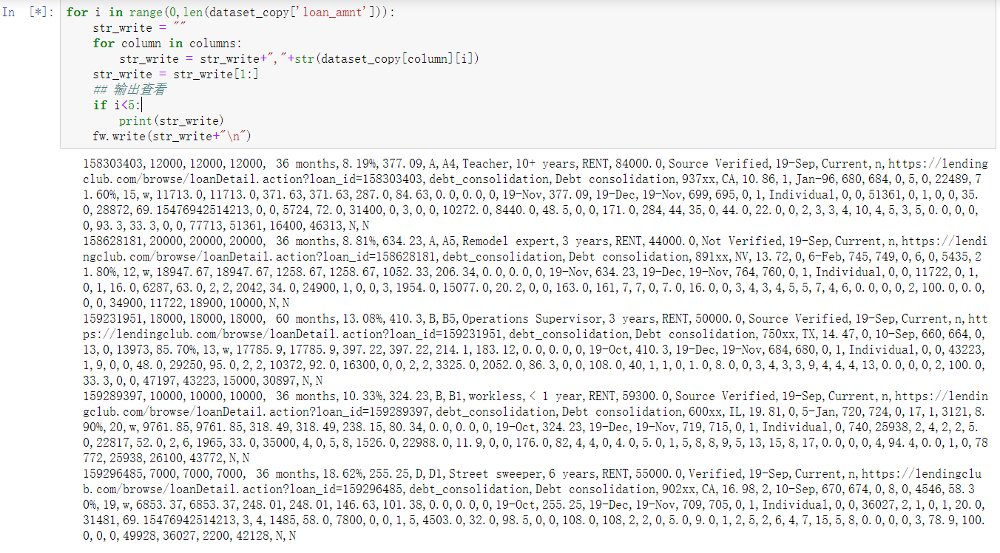 In [*]: for i in range(0,len(dataset_copy['loan_amnt'])):
str_write = ""
for column in columns:
str_write = str_write+","+str(dataset_copy[column][i])
str_write = str_write[1:]
## 输出查看
if i<5:
print(str_write)
fw.write(str_write+"\n")
158303403,12000,12000,12000, 36 months,8.19%,377.09,A,A4,Teacher,10+ years,RENT,84000.0,Source Verified,19-Sep,Current,n,https://lending
club.com/browse/loanDetail.action?loan_id=158303403,debt_consolidation,Debt consolidation,937xx,CA,10.86,1,Jan-96,680,684,0,5,0,22489,7
1.60%,15,w,11713.0,11713.0,371.63,371.63,287.0,84.63,0.0,0.0,0,19-Nov,377.09,19-Dec,19-Nov,699,695,0,1,Individual,0,0,51361,0,1,0,0,35.
0,28872,69.15476942514213,0,0,5724,72.0,31400,0,3,0,0,10272.0,8440.0,48.5,0,0,171.0,284,44,35,0,44.0,22.0,0,2,3,3,4,10,4,5,3,5,0.0,0,0,
0,93.3,33.3,0,0,77713,51361,16400,46313,N,N
158628181,20000,20000,20000, 36 months,8.81%,634.23,A,A5,Remodel expert,3 years,RENT,44000.0,Not Verified,19-Sep,Current,n,https://lendi
ngclub.com/browse/loanDetail.action?loan_id=158628181,debt_consolidation,Debt consolidation,891xx,NV,13.72,0,6-Feb,745,749,0,6,0,5435,2
1.80%,12,w,18947.67,18947.67,1258.67,1258.67,1052.33,206.34,0.0,0.0,0,19-Nov,634.23,19-Dec,19-Nov,764,760,0,1,Individual,0,0,11722,0,1,
0,1,16.0,6287,63.0,2,2,2042,34.0,24900,1,0,0,3,1954.0,15077.0,20.2,0,0,163.0,161,7,7,0,7.0,16.0,0,3,4,3,4,5,5,7,4,6,0.0,0,0,2,100.0,0.0,
0,0,34900,11722,18900,10000,N,N
159231951,18000,18000,18000, 60 months,13.08%,410.3,B,B5,Operations Supervisor,3 years,RENT,50000.0,Source Verified,19-Sep,Current,n,htt
ps://lendingclub.com/browse/loanDetail.action?loan_id=159231951,debt_consolidation,Debt consolidation,750xx,TX,14.47,0,10-Sep,660,664,0,
13,0,13973,85.70%,13,w,17785.9,17785.9,397.22,397.22,214.1,183.12,0.0,0.0,0,19-Oct,410.3,19-Dec,19-Nov,684,680,0,1,Individual,0,0,43223,
1,9,0,0,48.0,29250,95.0,2,2,10372,92.0,16300,0,0,2,2,3325.0,2052.0,86.3,0,0,108.0,40,1,1,0,1.0,8.0,0,3,4,3,3,9,4,4,4,13,0.0,0,0,2,100.0,
33.3,0,0,47197,43223,15000,30897,N,N
159289397,10000,10000,10000, 36 months,10.33%,324.23,B,B1,workless,< 1 year,RENT,59300.0,Source Verified,19-Sep,Current,n,https://lendin
gclub.com/browse/loanDetail.action?loan_id=159289397,debt_consolidation,Debt consolidation,600xx,IL,19.81,0,5-Jan,720,724,0,17,1,3121,8.
90%,20,w,9761.85,9761.85,318.49,318.49,238.15,80.34,0.0,0.0,0,19-Oct,324.23,19-Dec,19-Nov,719,715,0,1,Individual,0,740,25938,2,4,2,2,5.
0,22817,52.0,2,6,1965,33.0,35000,4,0,5,8,1526.0,22988.0,11.9,0,0,176.0,82,4,4,0,4.0,5.0,1,5,8,8,9,5,13,15,8,17,0.0,0,0,4,94.4,0.0,1,0,78
772,25938,26100,43772,N,N
159296485,7000,7000,7000, 36 months,18.62%,255.25,D,D1,Street sweeper,6 years,RENT,55000.0,Verified,19-Sep,Current,n,https://lendingclu
b.com/browse/loanDetail.action?loan_id=159296485,debt_consolidation,Debt consolidation,902xx,CA,16.98,2,10-Sep,670,674,0,8,0,4546,58.3
0%,19,w,6853.37,6853.37,248.01,248.01,146.63,101.38,0.0,0.0,0,19-Oct,255.25,19-Dec,19-Nov,709,705,0,1,Individual,0,0,36027,2,1,0,1,20.0,
31481,69.15476942514213,3,4,1485,58.0,7800,0,0,1,5,4503.0,32.0,98.5,0,0,108.0,108,2,2,0,5.0,9.0,1,2,5,2,6,4,7,15,5,8,0.0,0,0,3,78.9,100.
0,0,0,49928,36027,2200,42128,N,N